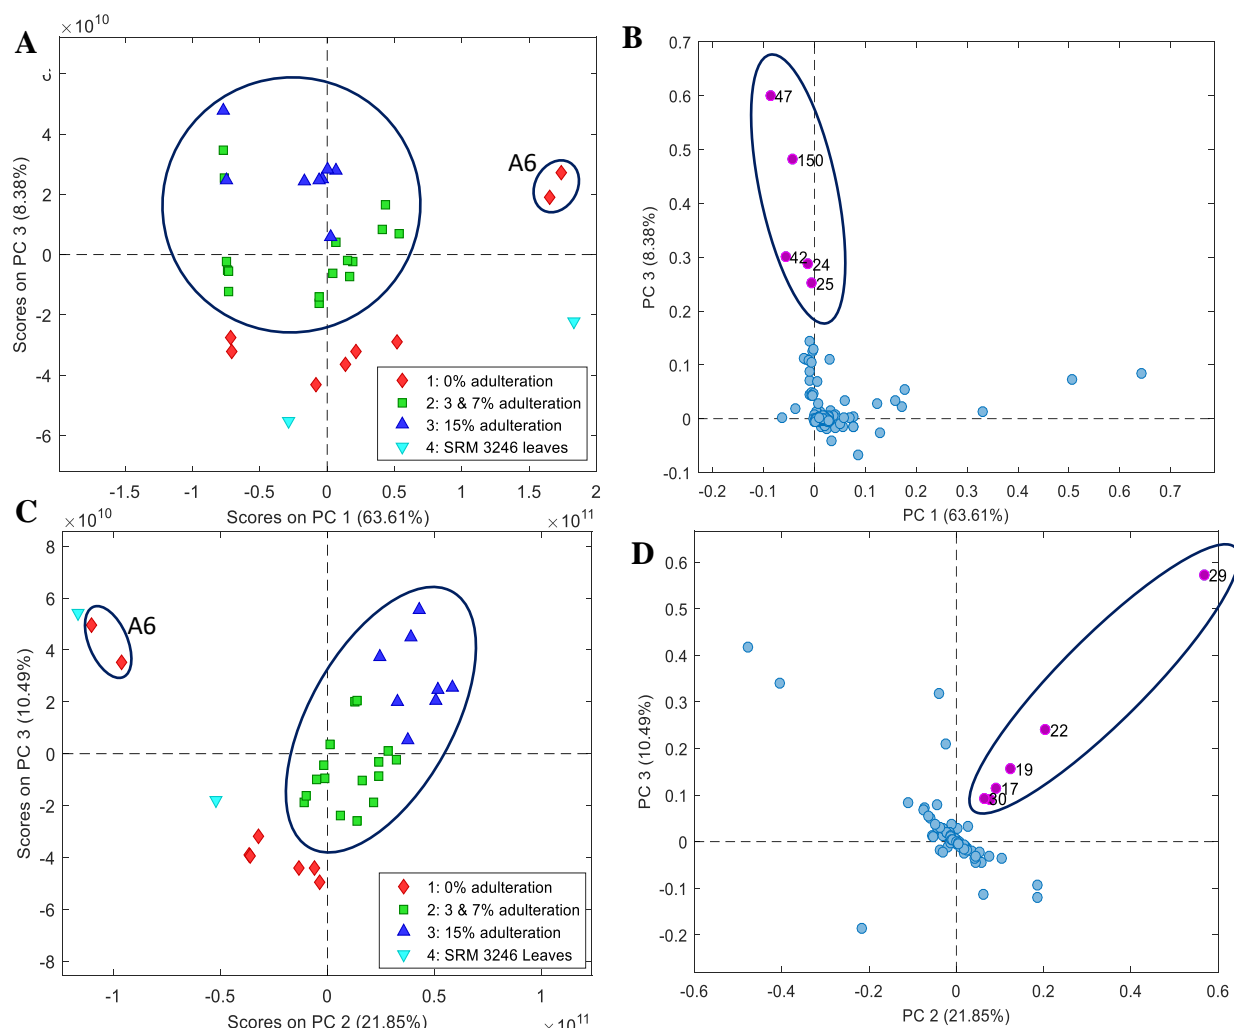 A
×10¹⁰
4
2
0
-2
-4
-6
Scores on PC 3 (8.38%)
A6
1: 0% adulteration
2: 3 & 7% adulteration
3: 15% adulteration
4: SRM 3246 leaves
-1.5 -1 -0.5 0 0.5 1 1.5 2
Scores on PC 1 (63.61%)
×10¹¹
B
0.7
0.6
0.5
0.4
0.3
0.2
0.1
0
-0.1
PC 3 (8.38%)
47
150
42
24
25
-0.2 -0.1 0 0.1 0.2 0.3 0.4 0.5 0.6 0.7
PC 1 (63.61%)
C
×10¹⁰
8
6
4
2
0
-2
-4
-6
-8
Scores on PC 3 (10.49%)
A6
1: 0% adulteration
2: 3 & 7% adulteration
3: 15% adulteration
4: SRM 3246 Leaves
-1 -0.5 0 0.5 1
Scores on PC 2 (21.85%)
×10¹¹
D
0.6
0.5
0.4
0.3
0.2
0.1
0
-0.1
-0.2
PC 3 (10.49%)
29
22
19
17
30
-0.6 -0.4 -0.2 0 0.2 0.4 0.6
PC 2 (21.85%)